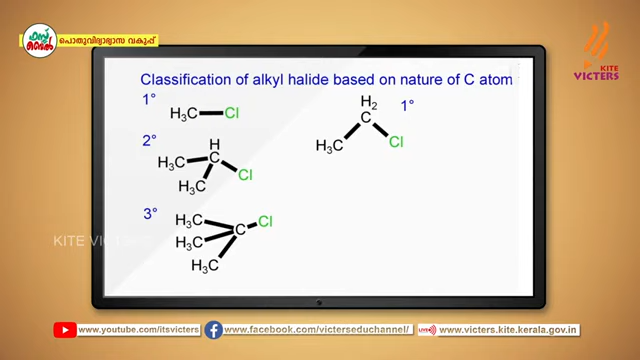 ഫസ്റ്റ് ബെൽ
പൊതുവിദ്യാഭ്യാസ വകുപ്പ്
KITE
VICTERS
Classification of alkyl halide based on nature of C atom
1°
H3C Cl
H2
C
1°
H3C
Cl
2°
H
H3C
C
Cl
H3C
3°
H3C
Cl
C
H3C
H3C
KITE VICTERS
www.youtube.com/itsvicters
www.facebook.com/victerseduchannel/
LIVE
www.victers.kite.kerala.gov.in